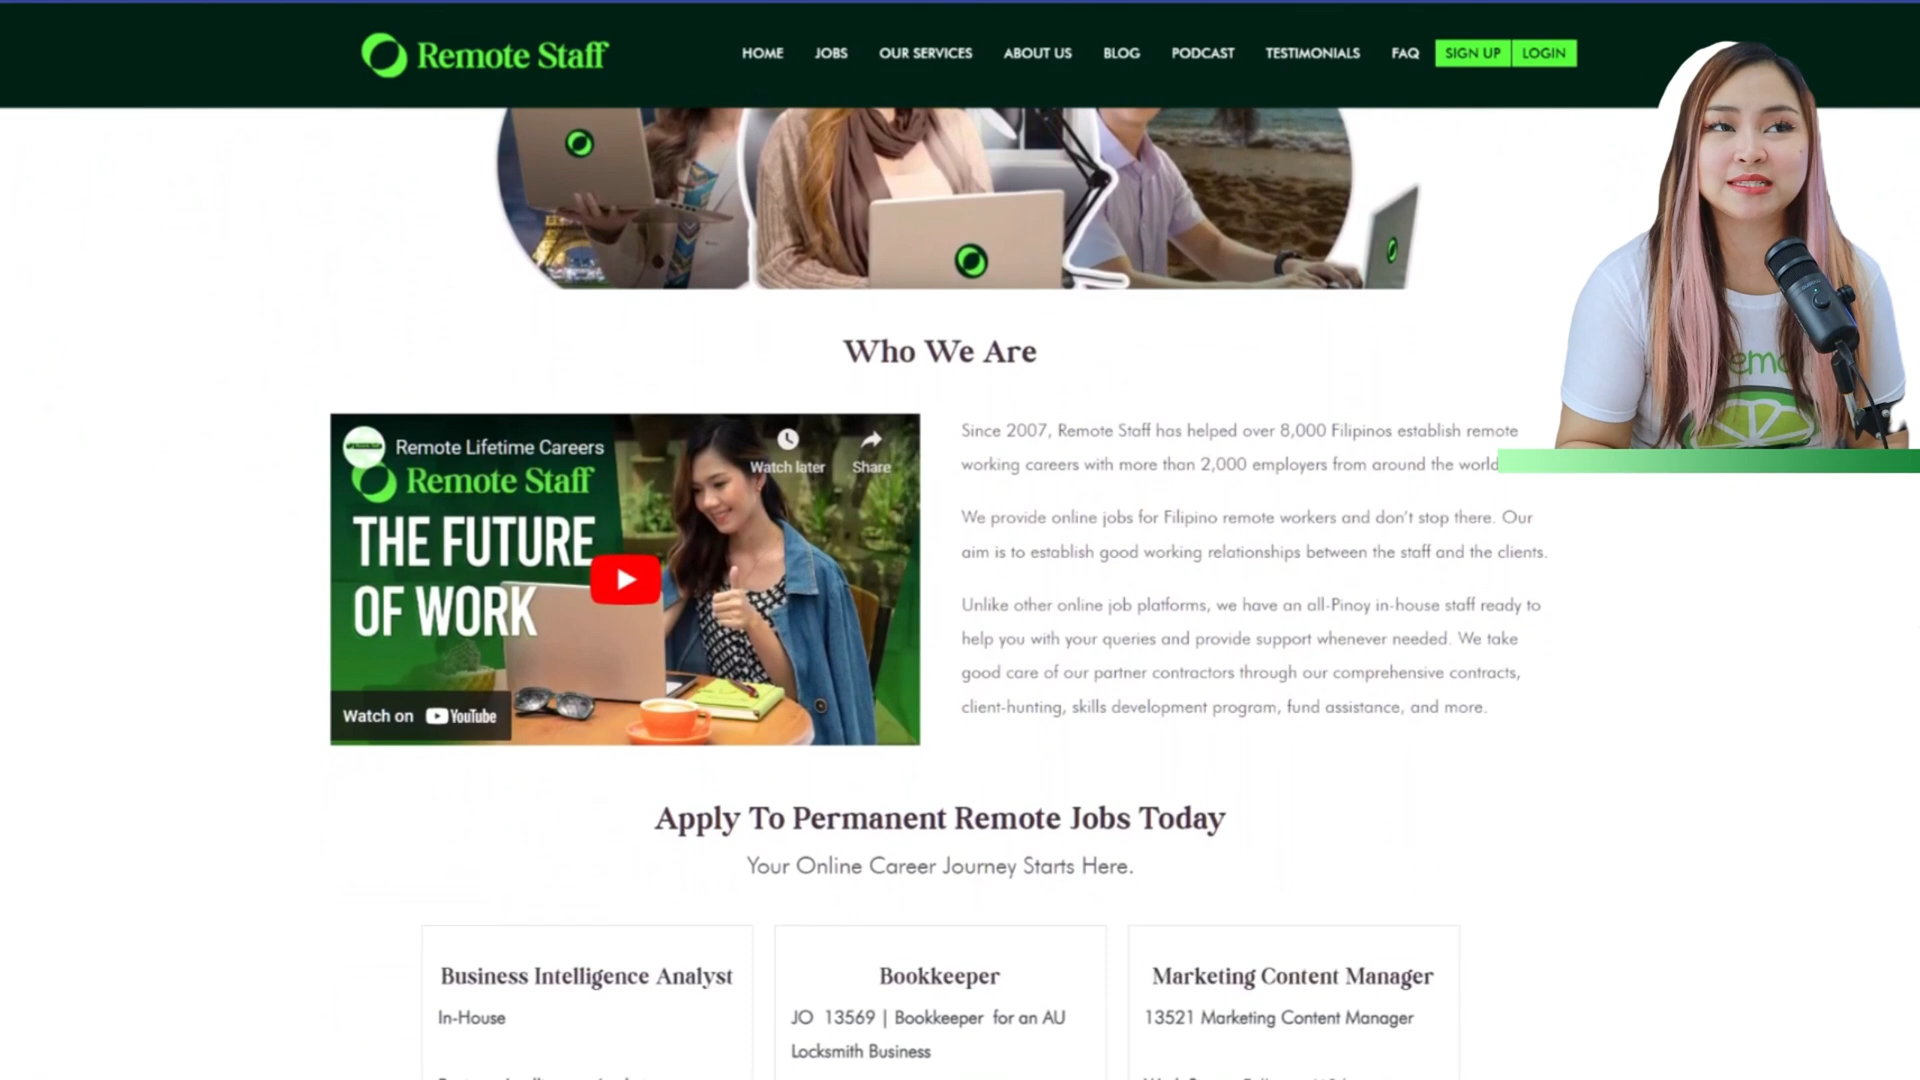 Remote Staff
HOME JOBS OUR SERVICES ABOUT US BLOG PODCAST TESTIMONIALS FAQ SIGN UP LOGIN
Who We Are
Remote Lifetime Careers
Watch later Share
Remote Staff
THE FUTURE
OF WORK
Watch on YouTube
Since 2007, Remote Staff has helped over 8,000 Filipinos establish remote
working careers with more than 2,000 employers from around the world
We provide online jobs for Filipino remote workers and don't stop there. Our
aim is to establish good working relationships between the staff and the clients.
Unlike other online job platforms, we have an all-Pinoy in-house staff ready to
help you with your queries and provide support whenever needed. We take
good care of our partner contractors through our comprehensive contracts,
client-hunting, skills development program, fund assistance, and more.
Apply To Permanent Remote Jobs Today
Your Online Career Journey Starts Here.
Business Intelligence Analyst
In-House
Bookkeeper
JO 13569 | Bookkeeper for an AU
Locksmith Business
Marketing Content Manager
13521 Marketing Content Manager